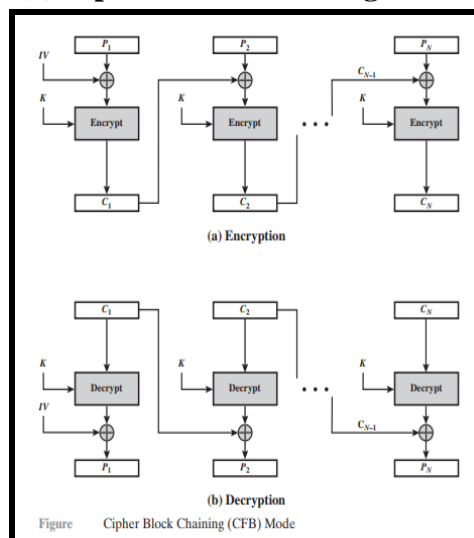 P1 P2 PN
IV CN–1
K K K
Encrypt Encrypt • • • Encrypt
C1 C2 CN
(a) Encryption
C1 C2 CN
K K K
Decrypt Decrypt • • • Decrypt
IV CN–1
P1 P2 PN
(b) Decryption
Figure Cipher Block Chaining (CFB) Mode